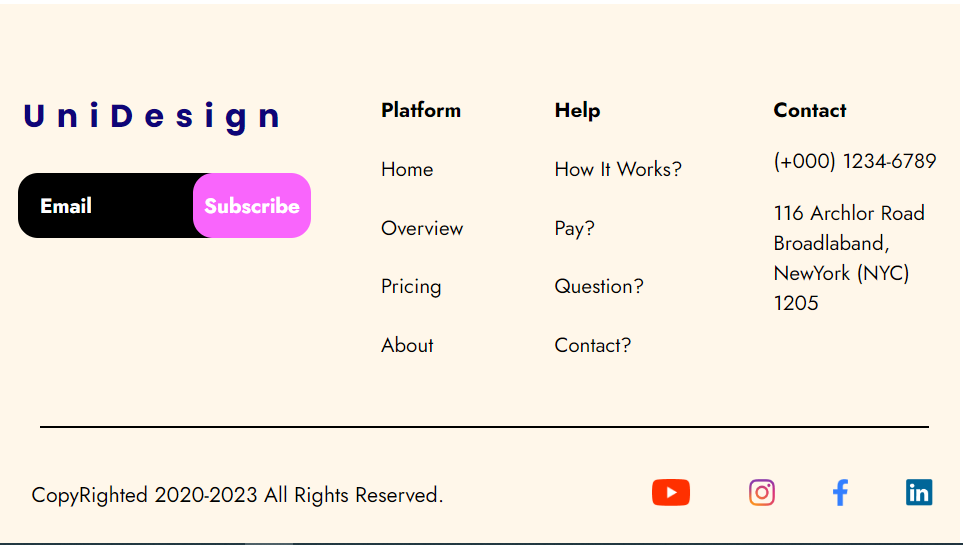 UniDesign
Email
Subscribe
Platform
Home
Overview
Pricing
About
Help
How It Works?
Pay?
Question?
Contact?
Contact
(+000) 1234-6789
116 Archlor Road
Broadlaband,
NewYork (NYC)
1205
CopyRighted 2020-2023 All Rights Reserved.
in